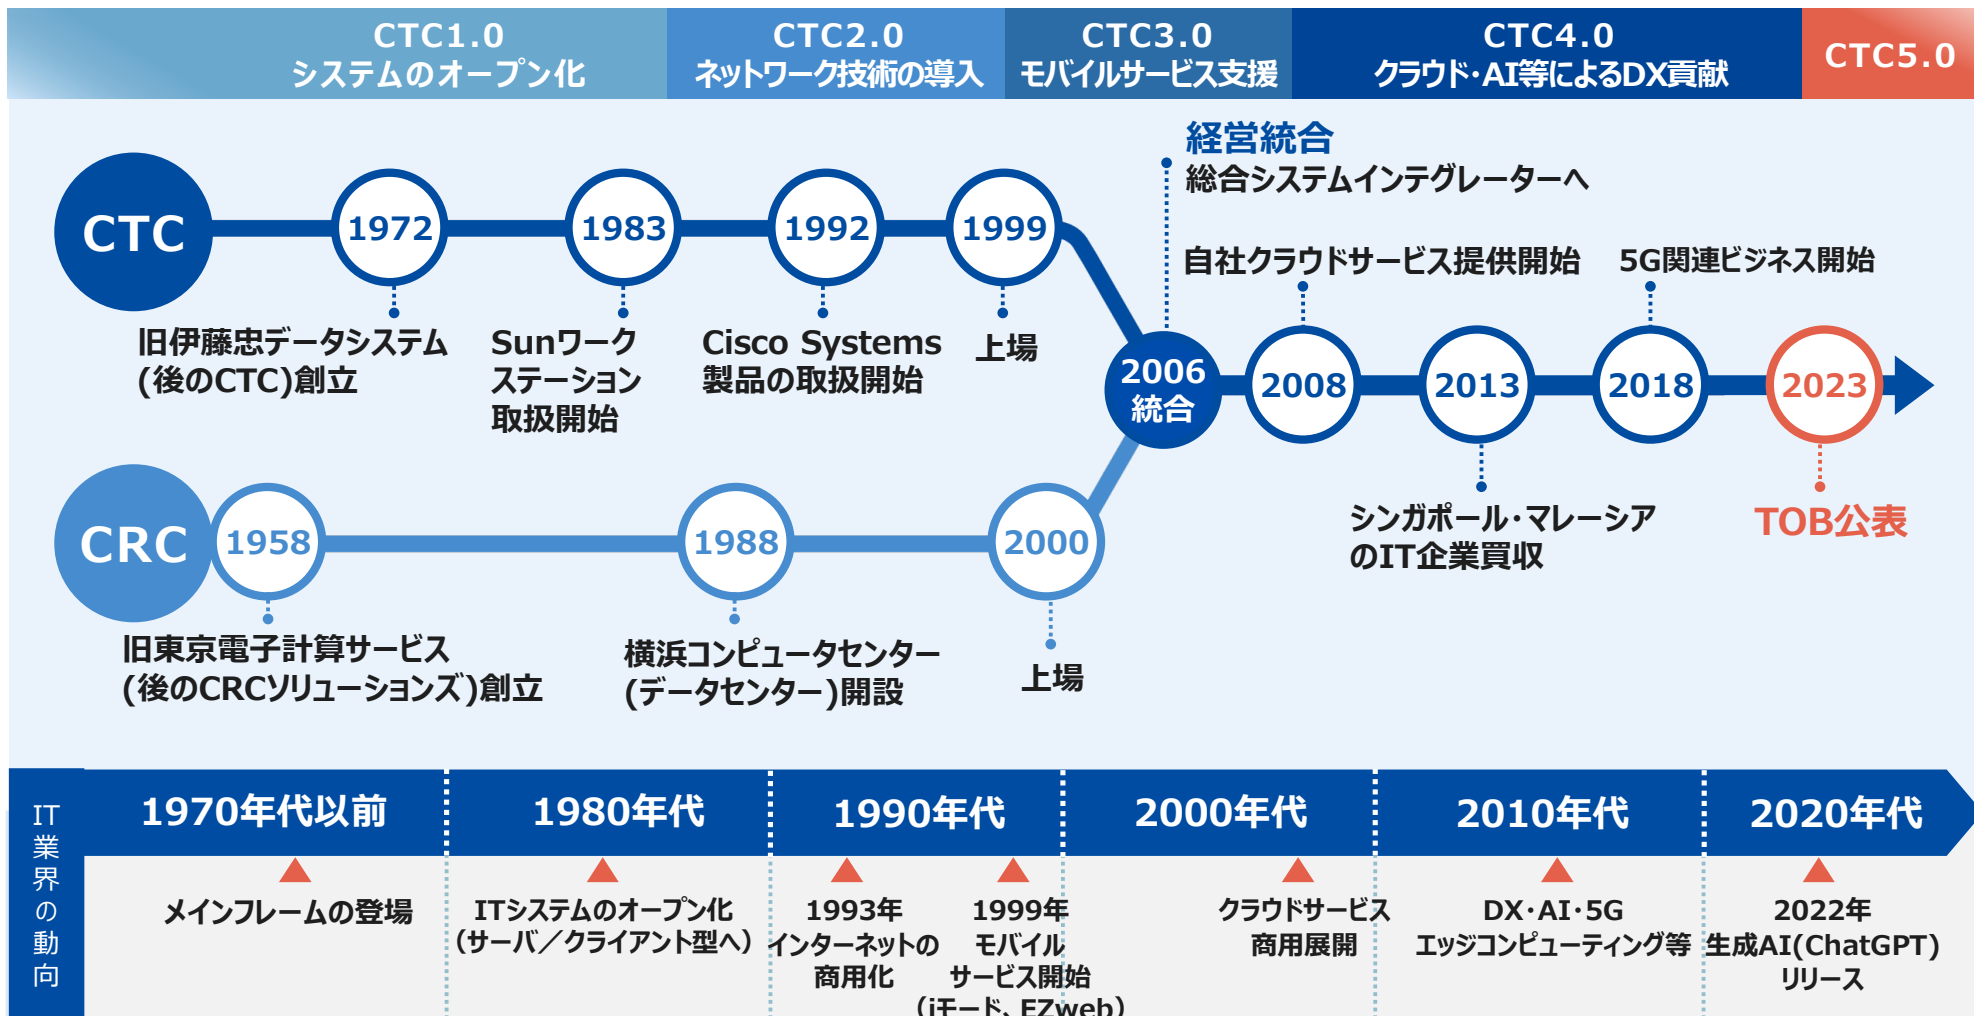 CTC1.0
システムのオープン化
CTC2.0
ネットワーク技術の導入
CTC3.0
モバイルサービス支援
CTC4.0
クラウド・AI等によるDX貢献
CTC5.0
経営統合
総合システムインテグレーターへ
CTC
1972
1983
1992
1999
自社クラウドサービス提供開始
5G関連ビジネス開始
旧伊藤忠データシステム
(後のCTC)創立
Sunワーク
ステーション
取扱開始
Cisco Systems
製品の取扱開始
上場
2006
統合
2008
2013
2018
2023
シンガポール・マレーシア
のIT企業買収
TOB公表
CRC
1958
1988
2000
旧東京電子計算サービス
(後のCRCソリューションズ)創立
横浜コンピュータセンター
(データセンター)開設
上場
IT業界の動向
1970年代以前
1980年代
1990年代
2000年代
2010年代
2020年代
メインフレームの登場
ITシステムのオープン化
（サーバ／クライアント型へ）
1993年
インターネットの
商用化
1999年
モバイル
サービス開始
（iモード、EZweb）
クラウドサービス
商用展開
DX・AI・5G
エッジコンピューティング等
2022年
生成AI(ChatGPT)
リリース